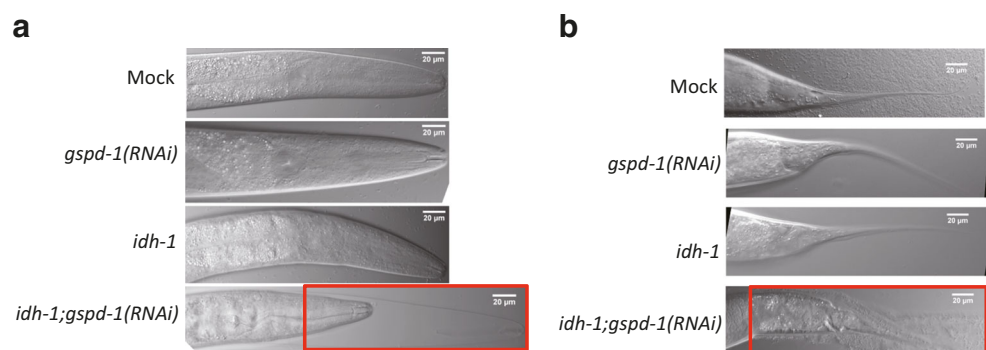 a
Mock
20 µm
gspd-1(RNAi)
20 µm
idh-1
20 µm
idh-1;gspd-1(RNAi)
20 µm
b
Mock
20 µm
gspd-1(RNAi)
20 µm
idh-1
20 µm
idh-1;gspd-1(RNAi)
20 µm